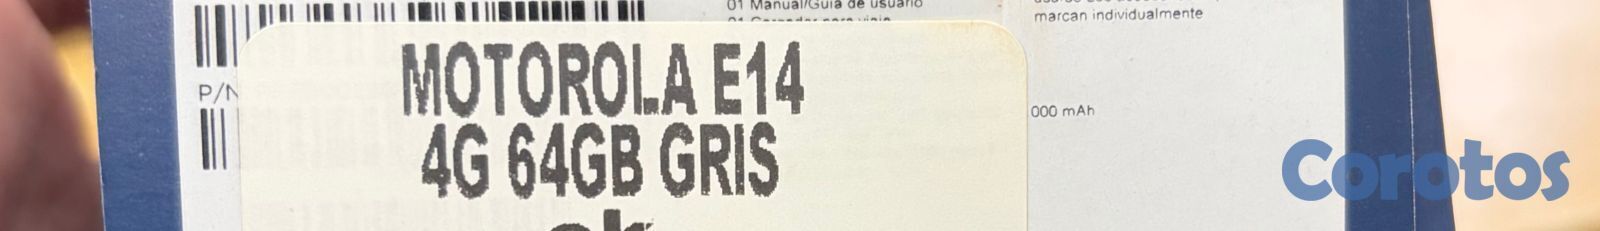 01 Manual/Guía de usuario
marcan individualmente
P/N
MOTOROLA E14
4G 64GB GRIS
000 mAh
Corotos